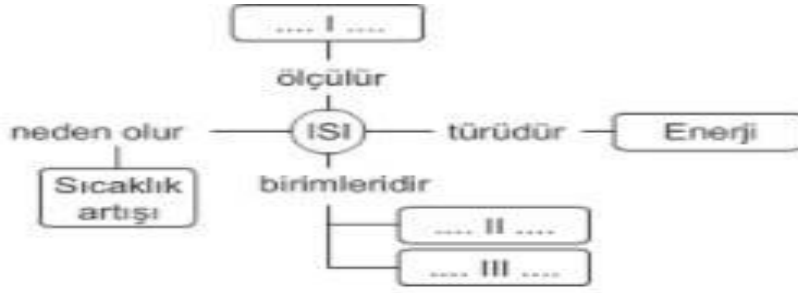 .... I ....
ölçülür
neden olur
ISI
türüdür
Enerji
Sıcaklık
artışı
birimleridir
.... II ....
.... III ....